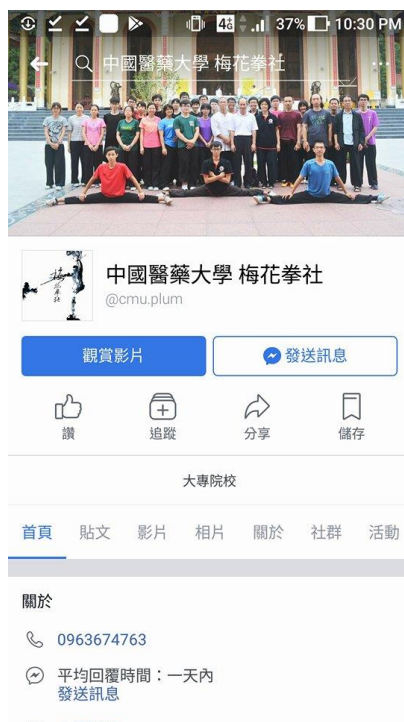 4G 37% 10:30 PM
中國醫藥大學 梅花拳社
中國醫藥大學 梅花拳社
@cmu.plum
觀賞影片
發送訊息
讚
追蹤
分享
儲存
大專院校
首頁 貼文 影片 相片 關於 社群 活動
關於
0963674763
平均回覆時間：一天內
發送訊息